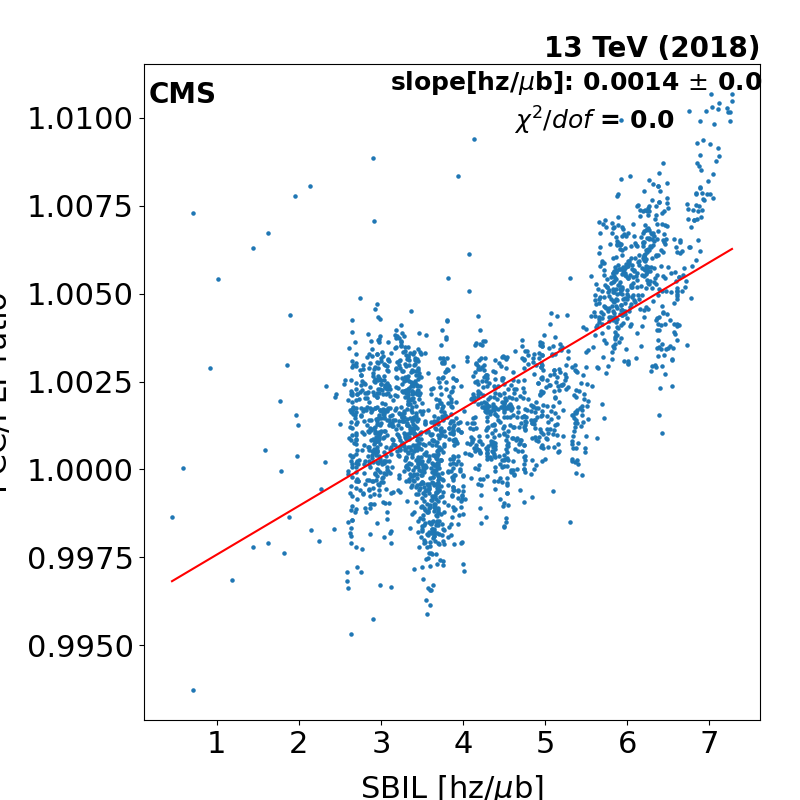 13 TeV (2018)
CMS
slope[hz/μb]: 0.0014 ± 0.0
χ²/dof = 0.0
1.0100
1.0075
1.0050
1.0025
1.0000
0.9975
0.9950
ratio
1 2 3 4 5 6 7
SBIL [hz/μb]